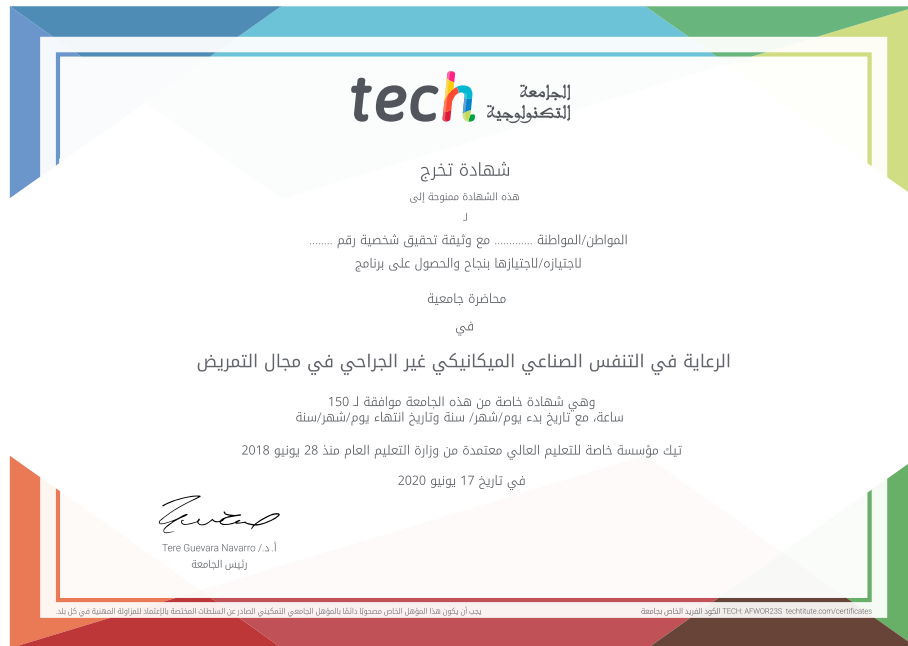 tech الجامعة
التكنولوجية
شهادة تخرج
هذه الشهادة ممنوحة إلى
لـ
المواطن/المواطنة ............. مع وثيقة تحقيق شخصية رقم ........
لاجتيازه/لاجتيازها بنجاح والحصول على برنامج
محاضرة جامعية
في
الرعاية في التنفس الصناعي الميكانيكي غير الجراحي في مجال التمريض
وهي شهادة خاصة من هذه الجامعة موافقة لـ 150
ساعة، مع تاريخ بدء يوم/شهر/ سنة وتاريخ انتهاء يوم/شهر/سنة
تيك مؤسسة خاصة للتعليم العالي معتمدة من وزارة التعليم العام منذ 28 يونيو 2018
في تاريخ 17 يونيو 2020
أ. د./ Tere Guevara Navarro
رئيس الجامعة
يجب أن يكون هذا المؤهل الخاص مصحوبًا دائمًا بالمؤهل الجامعي التمكيني الصادر عن السلطات المختصة بالإعتماد للمزاولة المهنية في كل بلد.
الكود الفريد الخاص بجامعة TECH: AFWOR23S techtitute.com/certificates